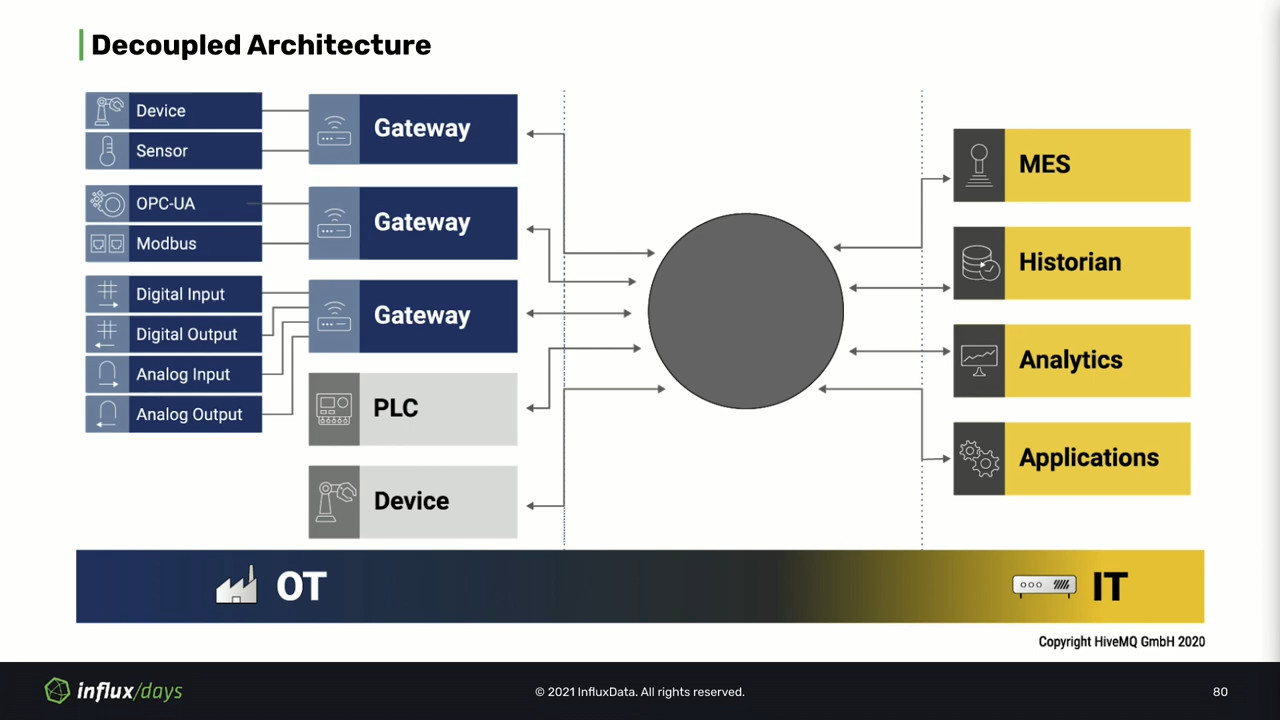 Decoupled Architecture
Device
Sensor
OPC-UA
Modbus
Digital Input
Digital Output
Analog Input
Analog Output
Gateway
Gateway
Gateway
PLC
Device
MES
Historian
Analytics
Applications
OT
IT
Copyright HiveMQ GmbH 2020
influx/days
© 2021 InfluxData. All rights reserved.
80